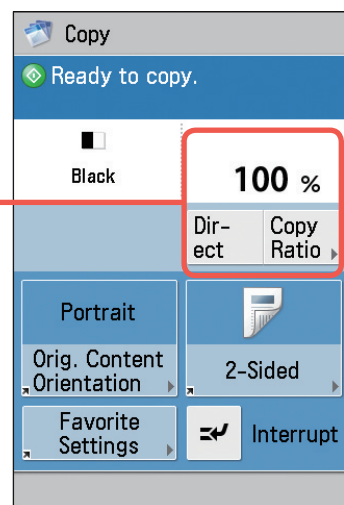 Copy
Ready to copy.
Black
100 %
Dir-
ect
Copy
Ratio
Portrait
Orig. Content
Orientation
2-Sided
Favorite
Settings
Interrupt